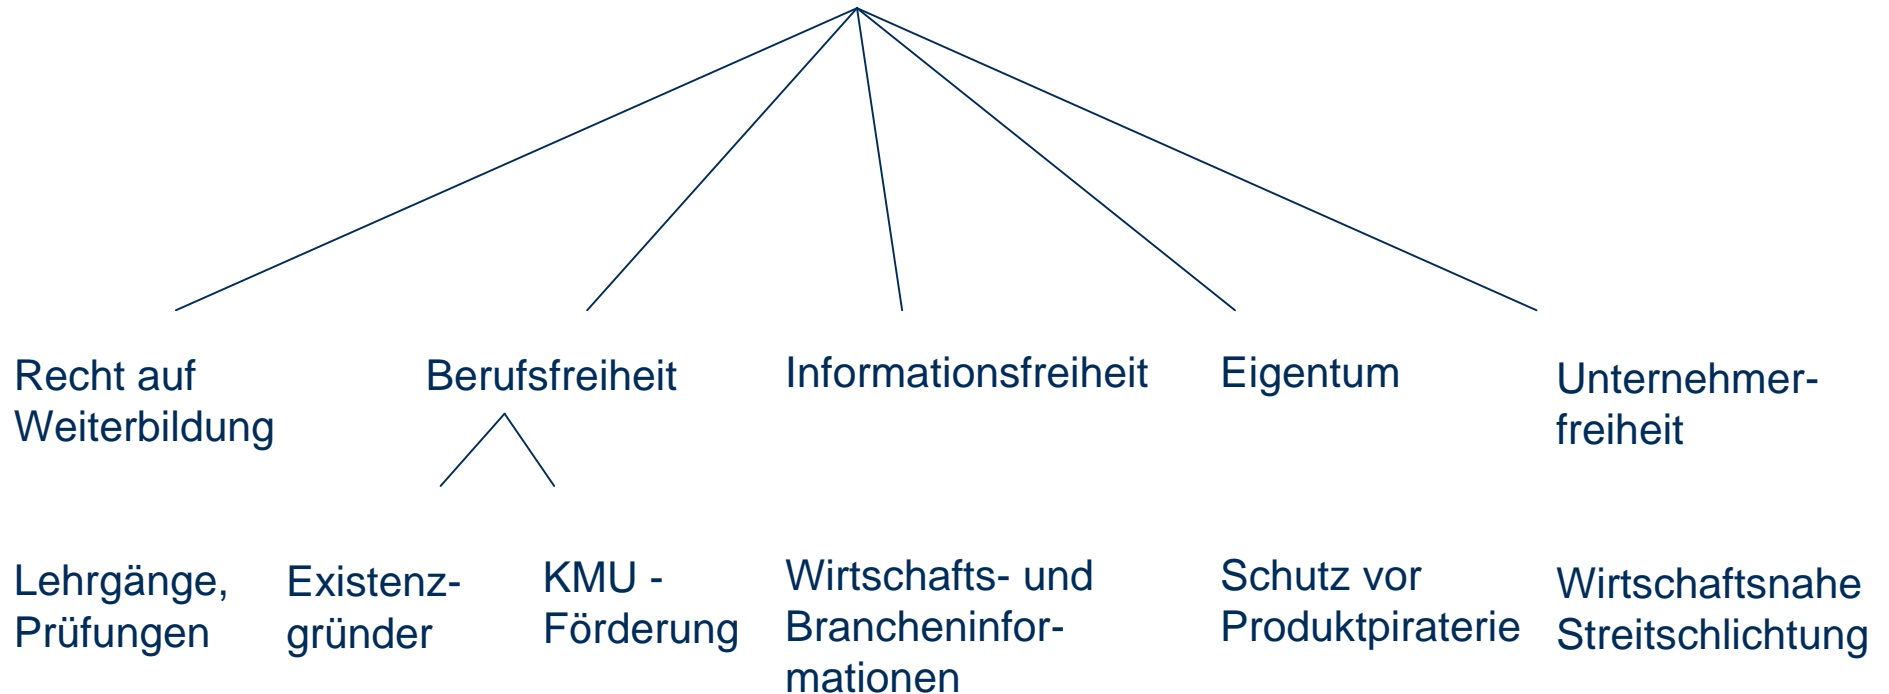 Recht auf
Weiterbildung
Berufsfreiheit
Informationsfreiheit
Eigentum
Unternehmer-
freiheit
Lehrgänge,
Prüfungen
Existenz-
gründer
KMU -
Förderung
Wirtschafts- und
Brancheninfor-
mationen
Schutz vor
Produktpiraterie
Wirtschaftsnahe
Streitschlichtung